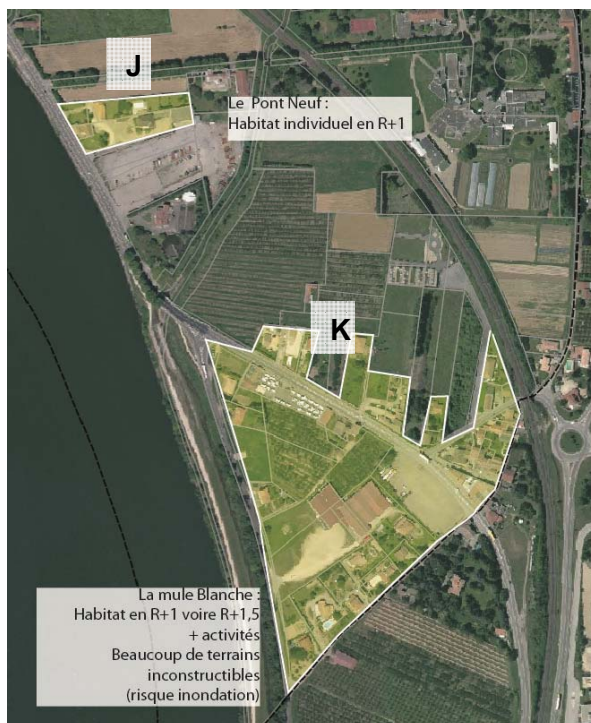 J
Le Pont Neuf :
Habitat individuel en R+1
K
La mule Blanche :
Habitat en R+1 voire R+1,5
+ activités
Beaucoup de terrains
inconstructibles
(risque inondation)